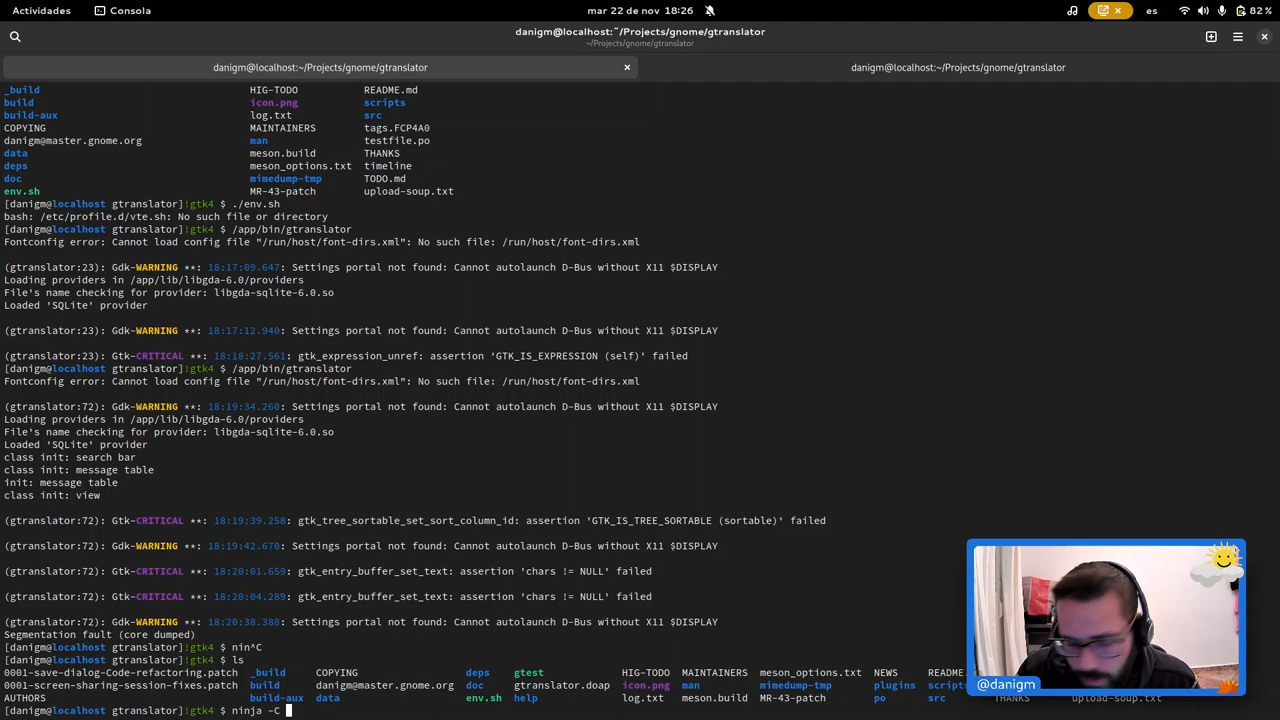 Actividades Consola mar 22 de nov 18:26 es 82 %
danigm@localhost:~/Projects/gnome/gtranslator
~/Projects/gnome/gtranslator
danigm@localhost:~/Projects/gnome/gtranslator danigm@localhost:~/Projects/gnome/gtranslator
_build HIG-TODO README.md
build icon.png scripts
build-aux log.txt src
COPYING MAINTAINERS tags.FCP4A0
danigm@master.gnome.org man testfile.po
data meson.build THANKS
deps meson_options.txt timeline
doc mimedump-tmp TODO.md
env.sh MR-43-patch upload-soup.txt
[danigm@localhost gtranslator]!gtk4 $ ./env.sh
bash: /etc/profile.d/vte.sh: No such file or directory
[danigm@localhost gtranslator]!gtk4 $ /app/bin/gtranslator
Fontconfig error: Cannot load config file "/run/host/font-dirs.xml": No such file: /run/host/font-dirs.xml
(gtranslator:23): Gdk-WARNING **: 18:17:09.647: Settings portal not found: Cannot autolaunch D-Bus without X11 $DISPLAY
Loading providers in /app/lib/libgda-6.0/providers
File's name checking for provider: libgda-sqlite-6.0.so
Loaded 'SQLite' provider
(gtranslator:23): Gdk-WARNING **: 18:17:12.940: Settings portal not found: Cannot autolaunch D-Bus without X11 $DISPLAY
(gtranslator:23): Gtk-CRITICAL **: 18:18:27.561: gtk_expression_unref: assertion 'GTK_IS_EXPRESSION (self)' failed
[danigm@localhost gtranslator]!gtk4 $ /app/bin/gtranslator
Fontconfig error: Cannot load config file "/run/host/font-dirs.xml": No such file: /run/host/font-dirs.xml
(gtranslator:72): Gdk-WARNING **: 18:19:34.260: Settings portal not found: Cannot autolaunch D-Bus without X11 $DISPLAY
Loading providers in /app/lib/libgda-6.0/providers
File's name checking for provider: libgda-sqlite-6.0.so
Loaded 'SQLite' provider
class init: search bar
class init: message table
init: message table
class init: view
(gtranslator:72): Gtk-CRITICAL **: 18:19:39.258: gtk_tree_sortable_set_sort_column_id: assertion 'GTK_IS_TREE_SORTABLE (sortable)' failed
(gtranslator:72): Gdk-WARNING **: 18:19:42.670: Settings portal not found: Cannot autolaunch D-Bus without X11 $DISPLAY
(gtranslator:72): Gtk-CRITICAL **: 18:20:01.659: gtk_entry_buffer_set_text: assertion 'chars != NULL' failed
(gtranslator:72): Gtk-CRITICAL **: 18:20:04.289: gtk_entry_buffer_set_text: assertion 'chars != NULL' failed
(gtranslator:72): Gdk-WARNING **: 18:20:38.388: Settings portal not found: Cannot autolaunch D-Bus without X11 $DISPLAY
Segmentation fault (core dumped)
[danigm@localhost gtranslator]!gtk4 $ nin^C
[danigm@localhost gtranslator]!gtk4 $ ls
0001-save-dialog-Code-refactoring.patch _build COPYING deps gtest HIG-TODO MAINTAINERS meson_options.txt NEWS
0001-screen-sharing-session-fixes.patch build danigm@master.gnome.org doc gtranslator.doap icon.png man mimedump-tmp plugins
AUTHORS build-aux data env.sh help log.txt meson.build MR-43-patch po src THANKS upload-soup.txt
[danigm@localhost gtranslator]!gtk4 $ ninja -C
@danigm